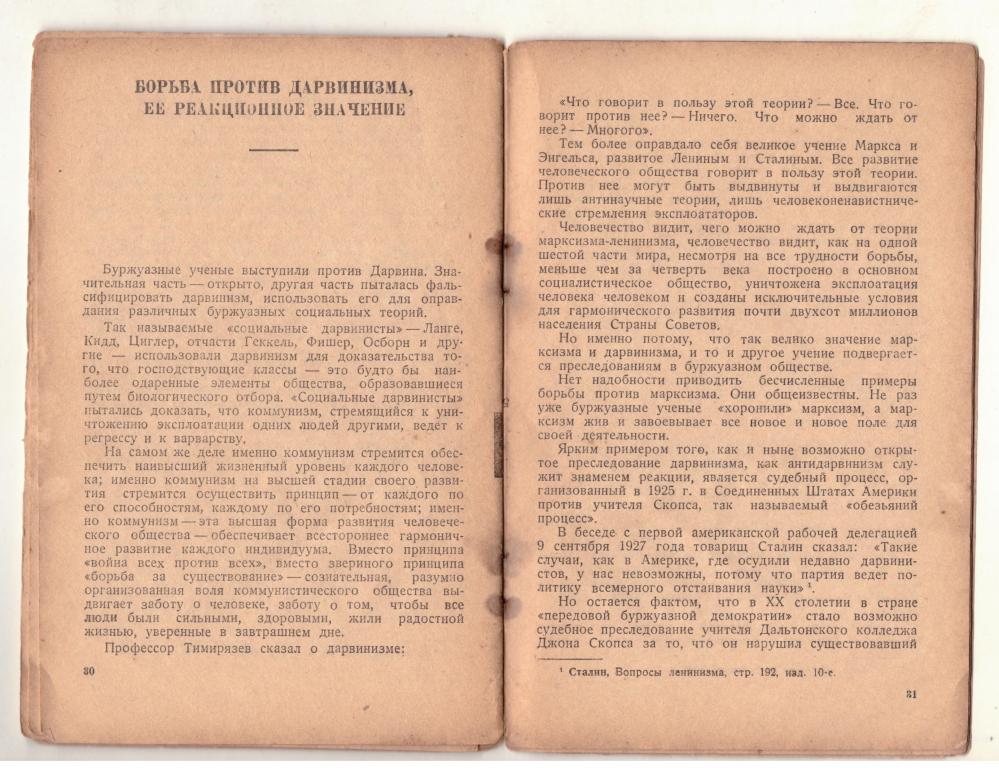 БОРЬБА ПРОТИВ ДАРВИНИЗМА,
ЕЕ РЕАКЦИОННОЕ ЗНАЧЕНИЕ
Буржуазные ученые выступили против Дарвина. Зна-
чительная часть — открыто, другая часть пыталась фаль-
сифицировать дарвинизм, использовать его для оправ-
дания различных буржуазных социальных теорий.
Так называемые «социальные дарвинисты» — Ланге,
Кидд, Циглер, отчасти Геккель, Фишер, Осборн и дру-
гие — использовали дарвинизм для доказательства то-
го, что господствующие классы — это будто бы наи-
более одаренные элементы общества, образовавшиеся
путем биологического отбора. «Социальные дарвинисты»
пытались доказать, что коммунизм, стремящийся к уни-
чтожению эксплоатации одних людей другими, ведет к
регрессу и к варварству.
На самом же деле именно коммунизм стремится обес-
печить наивысший жизненный уровень каждого челове-
ка; именно коммунизм на высшей стадии своего разви-
тия стремится осуществить принцип — от каждого по
его способностям, каждому по его потребностям; имен-
но коммунизм — эта высшая форма развития человече-
ского общества — обеспечивает всестороннее гармонич-
ное развитие каждого индивидуума. Вместо принципа
«война всех против всех», вместо звериного принципа
«борьба за существование» — сознательная, разумно
организованная воля коммунистического общества вы-
двигает заботу о человеке, заботу о том, чтобы все
люди были сильными, здоровыми, жили радостной
жизнью, уверенные в завтрашнем дне.
Профессор Тимирязев сказал о дарвинизме:
30
«Что говорит в пользу этой теории? — Все. Что го-
ворит против нее? — Ничего. Что можно ждать от
нее? — Многого».
Тем более оправдало себя великое учение Маркса и
Энгельса, развитое Лениным и Сталиным. Все развитие
человеческого общества говорит в пользу этой теории.
Против нее могут быть выдвинуты и выдвигаются
лишь антинаучные теории, лишь человеконенавистниче-
ские стремления эксплоататоров.
Человечество видит, чего можно ждать от теории
марксизма-ленинизма, человечество видит, как на одной
шестой части мира, несмотря на все трудности борьбы,
меньше чем за четверть века построено в основном
социалистическое общество, уничтожена эксплоатация
человека человеком и созданы исключительные условия
для гармонического развития почти двухсот миллионов
населения Страны Советов.
Но именно потому, что так велико значение мар-
ксизма и дарвинизма, и то и другое учение подвергает-
ся преследованиям в буржуазном обществе.
Нет надобности приводить бесчисленные примеры
борьбы против марксизма. Они общеизвестны. Не раз
уже буржуазные ученые «хоронили» марксизм, а мар-
ксизм жив и завоевывает все новое и новое поле для
своей деятельности.
Ярким примером того, как и ныне возможно откры-
тое преследование дарвинизма, как антидарвинизм слу-
жит знаменем реакции, является судебный процесс, ор-
ганизованный в 1925 г. в Соединенных Штатах Америки
против учителя Скопса, так называемый «обезьяний
процесс».
В беседе с первой американской рабочей делегацией
9 сентября 1927 года товарищ Сталин сказал: «Такие
случаи, как в Америке, где осудили недавно дарвини-
стов, у нас невозможны, потому что партия ведет по-
литику всемерного отстаивания науки» ¹.
Но остается фактом, что в XX столетии в стране
«передовой буржуазной демократии» стало возможно
судебное преследование учителя Дальтонского колледжа
Джона Скопса за то, что он нарушил существовавший
¹ Сталин, Вопросы ленинизма, стр. 192, изд. 10-е.
31